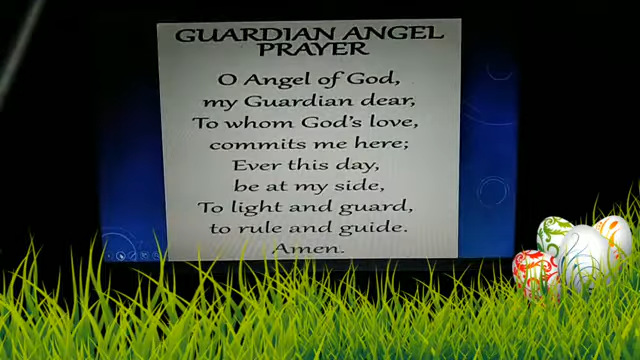 GUARDIAN ANGEL
PRAYER
O Angel of God,
my Guardian dear,
To whom God's love,
commits me here;
Ever this day,
be at my side,
To light and guard,
to rule and guide.
Amen.